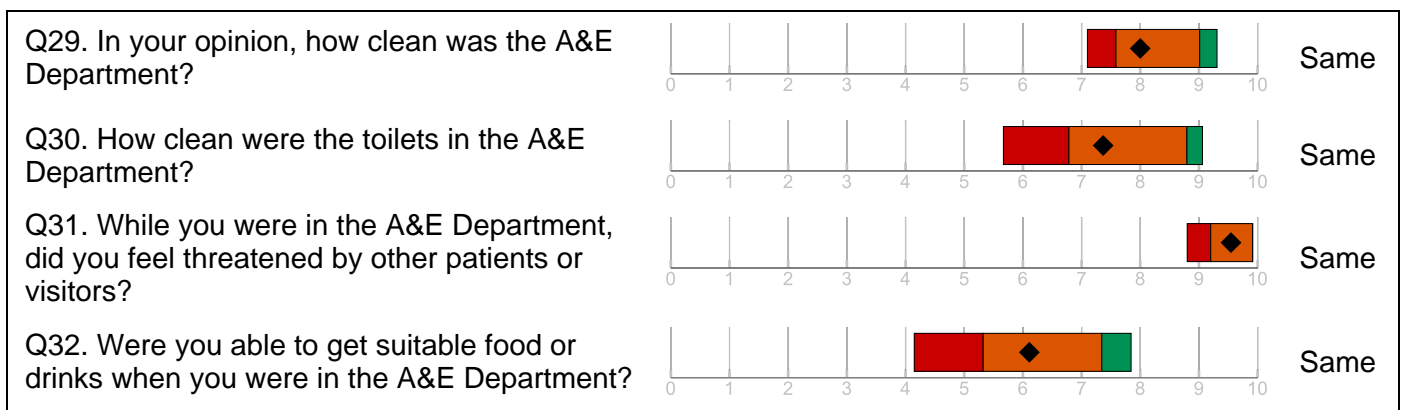 Q29. In your opinion, how clean was the A&E
Department?
Same
0 1 2 3 4 5 6 7 8 9 10
Q30. How clean were the toilets in the A&E
Department?
Same
0 1 2 3 4 5 6 7 8 9 10
Q31. While you were in the A&E Department,
did you feel threatened by other patients or
visitors?
Same
0 1 2 3 4 5 6 7 8 9 10
Q32. Were you able to get suitable food or
drinks when you were in the A&E Department?
Same
0 1 2 3 4 5 6 7 8 9 10